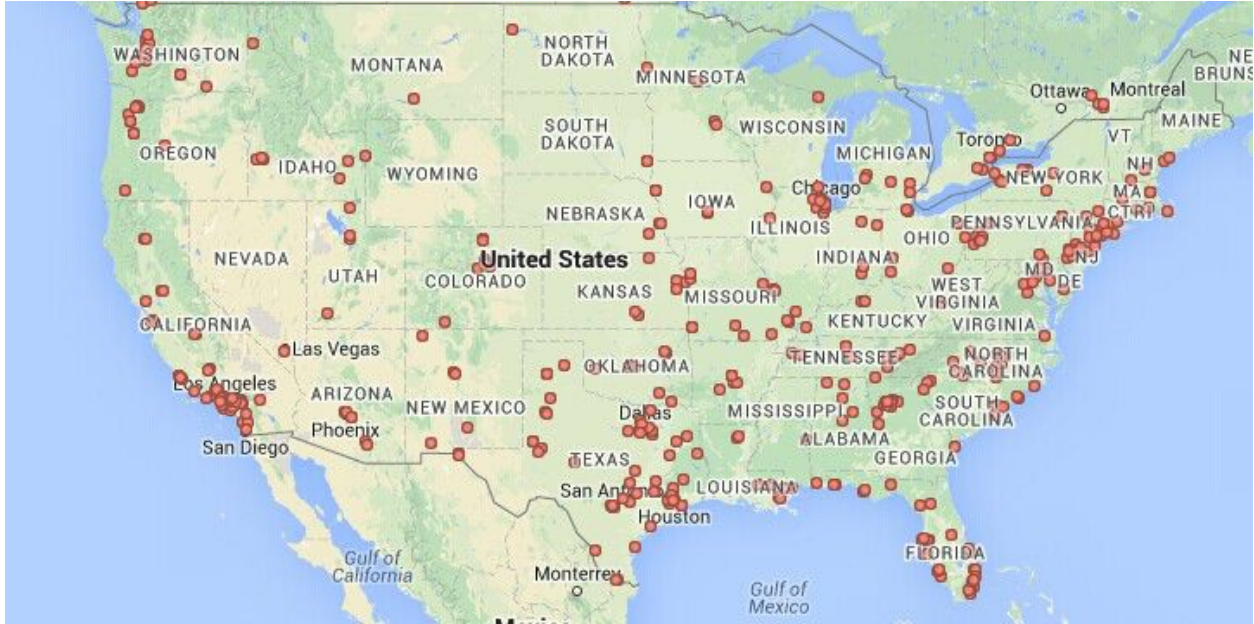 NORTH
DAKOTA
NE
BRUNS
WASHINGTON
MONTANA
MINNESOTA
Ottawa
Montreal
MAINE
SOUTH
DAKOTA
WISCONSIN
MICHIGAN
Toronto
VT
OREGON
IDAHO
WYOMING
NH
NEW YORK
MA
Chicago
IOWA
NEBRASKA
ILLINOIS
CT RI
PENNSYLVANIA
OHIO
NEVADA
UTAH
United States
COLORADO
INDIANA
NJ
MD
DE
KANSAS
MISSOURI
WEST
VIRGINIA
CALIFORNIA
KENTUCKY
VIRGINIA
Las Vegas
OKLAHOMA
TENNESSEE
NORTH
CAROLINA
Los Angeles
ARIZONA
NEW MEXICO
Dallas
MISSISSIPPI
SOUTH
CAROLINA
Phoenix
San Diego
ALABAMA
TEXAS
GEORGIA
San Antonio
LOUISIANA
Houston
Gulf of
California
FLORIDA
Monterrey
Gulf of
Mexico
Mexico